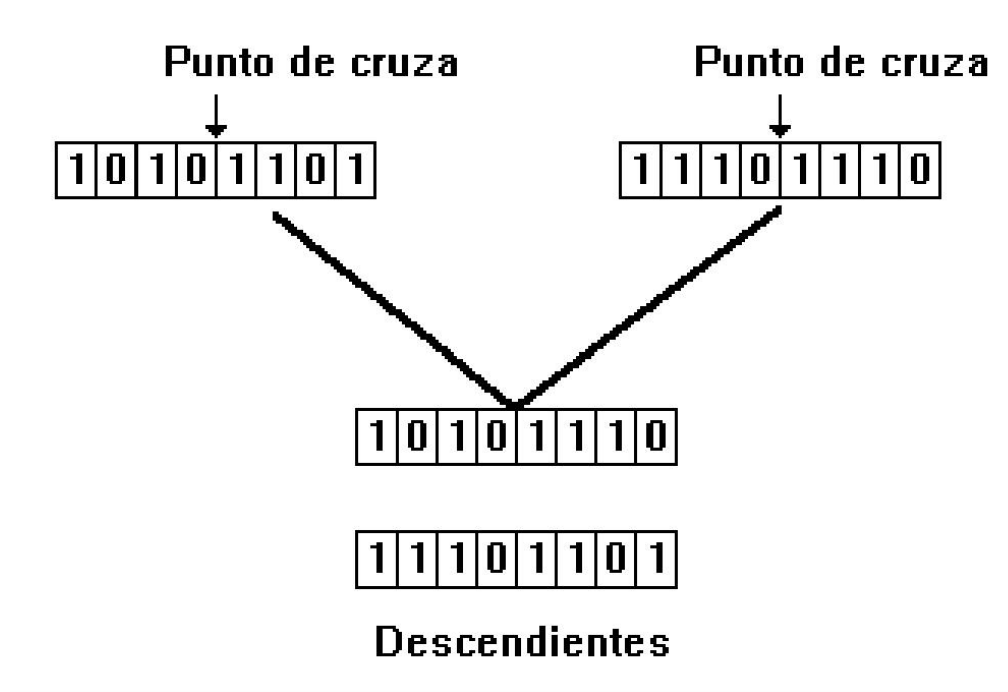 Punto de cruza Punto de cruza
1 0 1 0 1 1 0 1 1 1 1 0 1 1 1 0
1 0 1 0 1 1 1 0
1 1 1 0 1 1 0 1
Descendientes